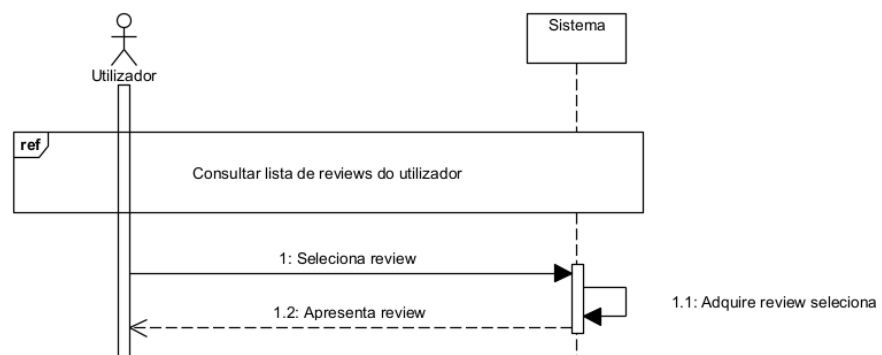 Sistema
Utilizador
ref
Consultar lista de reviews do utilizador
1: Seleciona review
1.1: Adquire review seleciona
1.2: Apresenta review